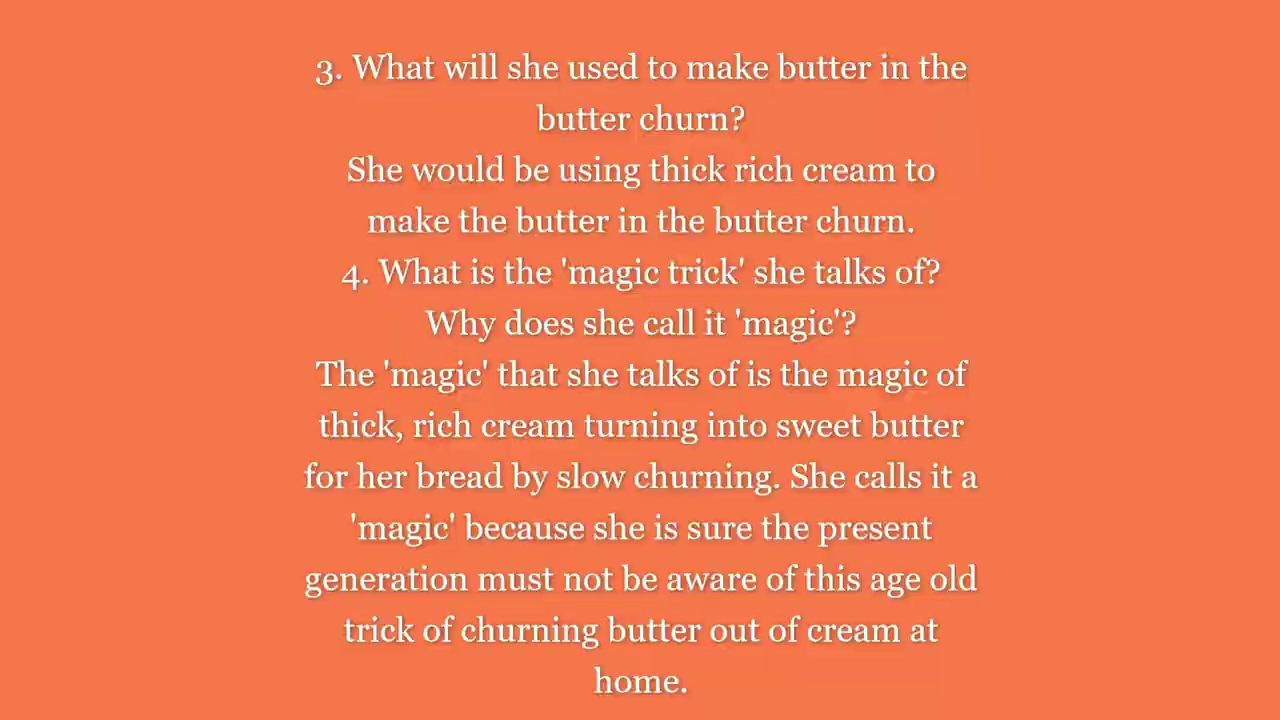 3. What will she used to make butter in the
butter churn?
She would be using thick rich cream to
make the butter in the butter churn.
4. What is the 'magic trick' she talks of?
Why does she call it 'magic'?
The 'magic' that she talks of is the magic of
thick, rich cream turning into sweet butter
for her bread by slow churning. She calls it a
'magic' because she is sure the present
generation must not be aware of this age old
trick of churning butter out of cream at
home.